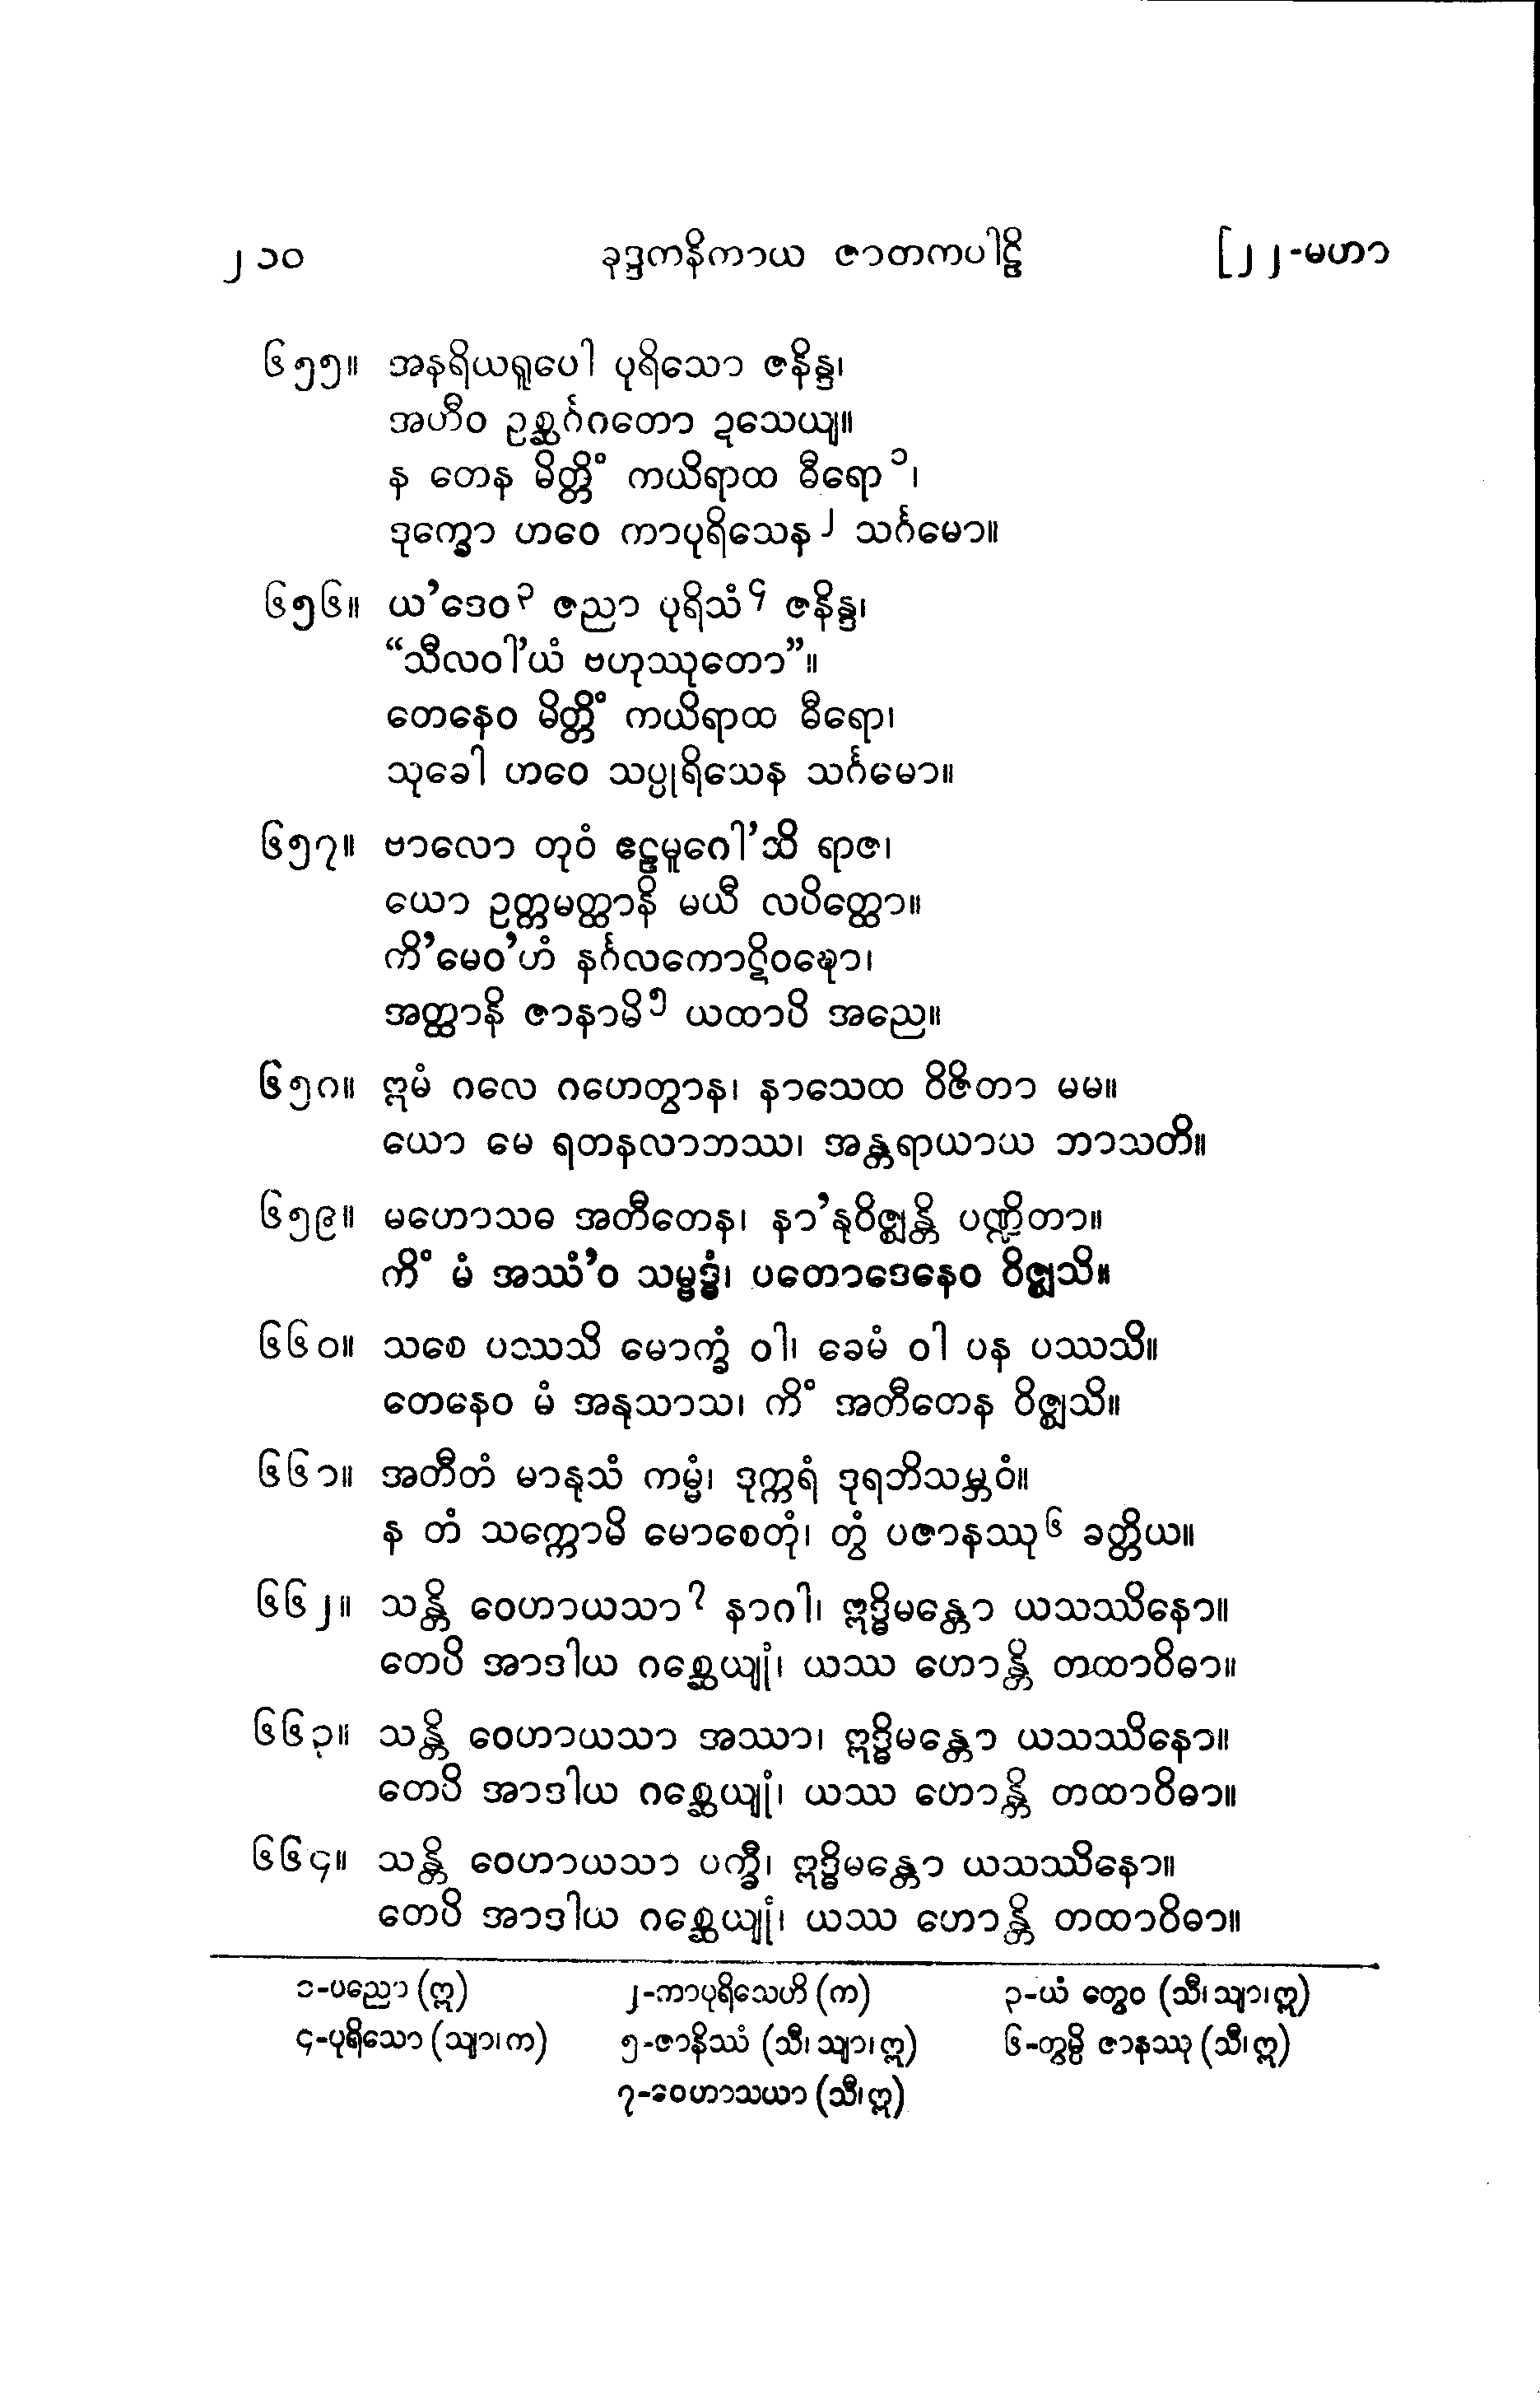 ၂၁၀ ခုဒ္ဒကနိကာယ ဇာတကပါဠိ [၂၂-မဟာ
၆၅၅။ အနရိယရူပေါ ပုရိသော ဇနိန္ဒ၊
အဟီဝ ဥစ္ဆင်္ဂဂတော ဍသေယျ။
န တေန မိတ္တိံ ကယိရာထ ဓီရော၁၊
ဒုက္ခော ဟဝေ ကာပုရိသေန၂ သင်္ဂမော။
၆၅၆။ ယ’ဒေဝ၃ ဇညာ ပုရိသံ၄ ဇနိန္ဒ၊
“သီလဝါ’ယံ ဗဟုဿုတော”။
တေနေဝ မိတ္တိံ ကယိရာထ ဓီရော၊
သုခေါ ဟဝေ သပ္ပုရိသေန သင်္ဂမော။
၆၅၇။ ဗာလော တုဝံ ဧဠမူဂေါ’သိ ရာဇ၊
ယော ဥတ္တမတ္ထာနိ မယီ လပိတ္ထော။
ကိ’မေဝ’ဟံ နင်္ဂလကောဋိဝဍ္ဎော၊
အတ္ထာနိ ဇာနာမိ၅ ယထာပိ အညေ။
၆၅၈။ ဣမံ ဂလေ ဂဟေတွာန၊ နာသေထ ဝိဇိတာ မမ။
ယော မေ ရတနလာဘဿ၊ အန္တရာယာယ ဘာသတိ။
၆၅၉။ မဟောသဓ အတီတေန၊ နာ’နုဝိဇ္ဈန္တိ ပဏ္ဍိတာ။
ကိံ မံ အဿံ’ဝ သမ္ဗဒ္ဓံ၊ ပတောဒေနေဝ ဝိဇ္ဈသိ။
၆၆၀။ သစေ ပဿသိ မောက္ခံ ဝါ၊ ခေမံ ဝါ ပန ပဿသိ။
တေနေဝ မံ အနုသာသ၊ ကိံ အတီတေန ဝိဇ္ဈသိ။
၆၆၁။ အတီတံ မာနုသံ ကမ္မံ၊ ဒုက္ကရံ ဒုရဘိသမ္ဘဝံ။
န တံ သက္ကောမိ မောစေတုံ၊ တွံ ပဇာနဿု၆ ခတ္တိယ။
၆၆၂။ သန္တိ ဝေဟာယသာ၇ နာဂါ၊ ဣဒ္ဓိမန္တော ယသဿိနော။
တေပိ အာဒါယ ဂစ္ဆေယျုံ၊ ယဿ ဟောန္တိ တထာဝိဓာ။
၆၆၃။ သန္တိ ဝေဟာယသာ အဿာ၊ ဣဒ္ဓိမန္တော ယသဿိနော။
တေပိ အာဒါယ ဂစ္ဆေယျုံ၊ ယဿ ဟောန္တိ တထာဝိဓာ။
၆၆၄။ သန္တိ ဝေဟာယသာ ပက္ခီ၊ ဣဒ္ဓိမန္တော ယသဿိနော။
တေပိ အာဒါယ ဂစ္ဆေယျုံ၊ ယဿ ဟောန္တိ တထာဝိဓာ။
၁-ပညော (ဣ) ၂-ကာပုရိသေဟိ (က) ၃-ယံ တွေဝ (သီ၊ သျာ၊ ဣ)
၄-ပုရိသော (သျာ၊ က) ၅-ဇာနိဿံ (သီ၊ သျာ၊ ဣ) ၆-တွမ္ပိ ဇာနဿု (သီ၊ ဣ)
၇-ဝေဟာသယာ (သီ၊ ဣ)